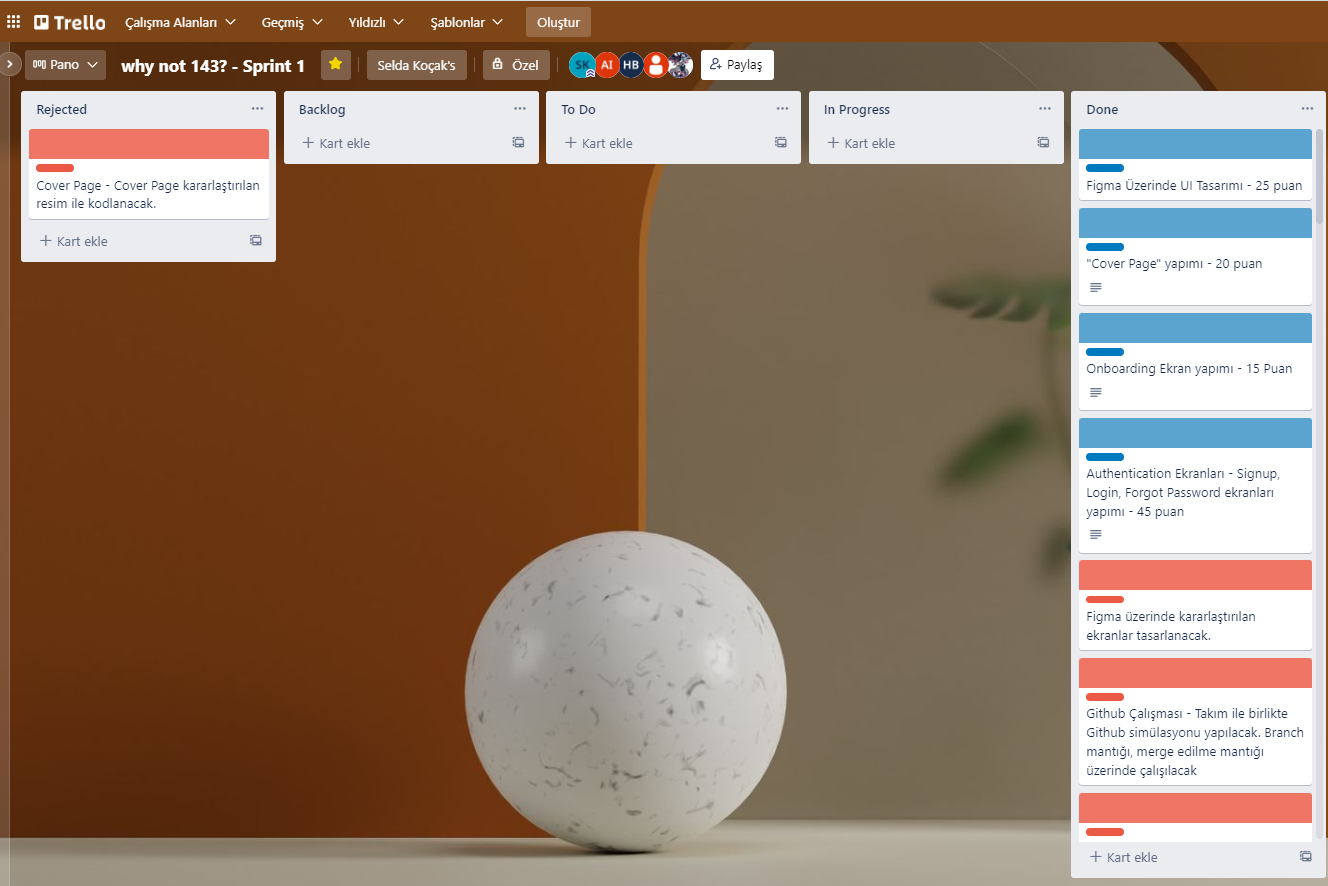 Trello
Çalışma Alanları
Geçmiş
Yıldızlı
Şablonlar
Oluştur
Pano
why not 143? - Sprint 1
Selda Koçak's
Özel
SK
AI
HB
Paylaş
Rejected
Cover Page - Cover Page kararlaştırılan
resim ile kodlanacak.
Kart ekle
Backlog
Kart ekle
To Do
Kart ekle
In Progress
Kart ekle
Done
Figma Üzerinde UI Tasarımı - 25 puan
"Cover Page" yapımı - 20 puan
Onboarding Ekran yapımı - 15 Puan
Authentication Ekranları - Signup,
Login, Forgot Password ekranları
yapımı - 45 puan
Figma üzerinde kararlaştırılan
ekranlar tasarlanacak.
Github Çalışması - Takım ile birlikte
Github simülasyonu yapılacak. Branch
mantığı, merge edilme mantığı
üzerinde çalışılacak
Kart ekle